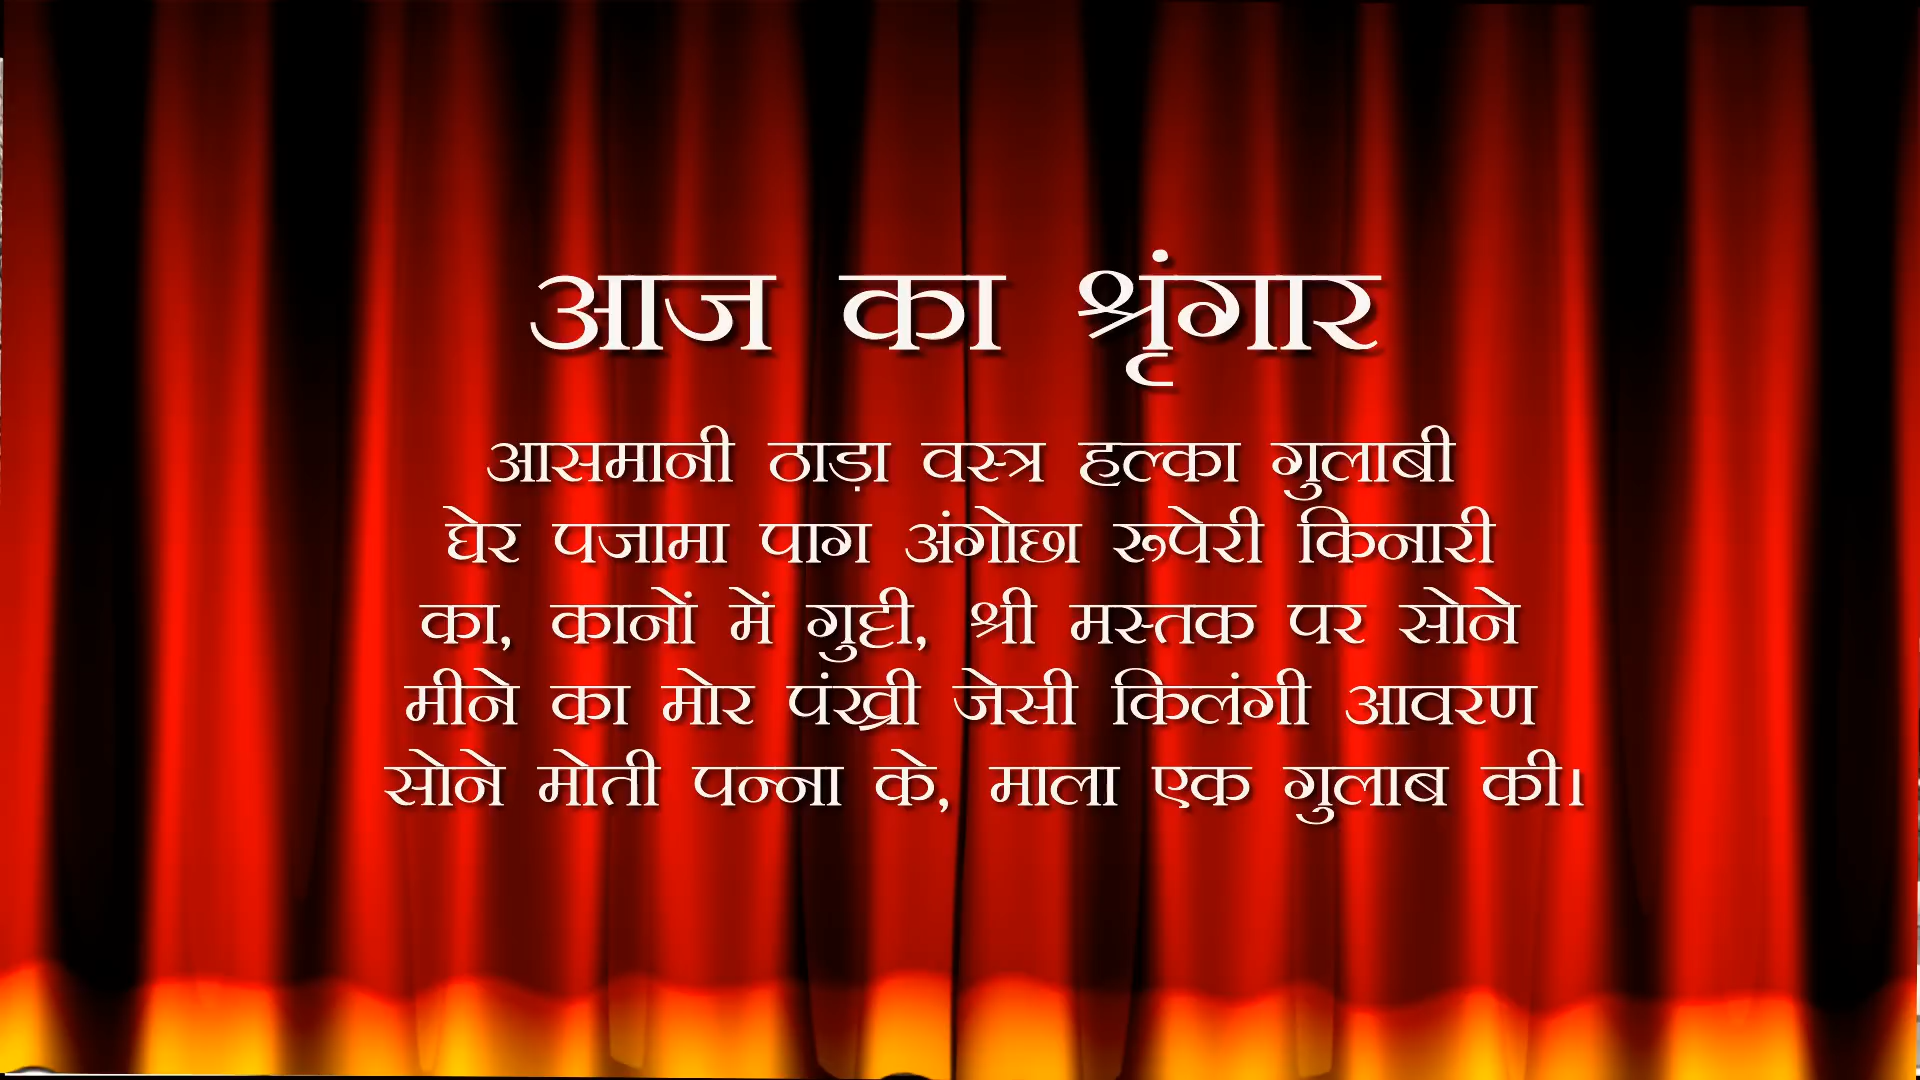 आज का श्रृंगार
आसमानी ठाड़ा वस्त्र हल्का गुलाबी
घेर पजामा पाग अंगोछा रूपेरी किनारी
का, कानों में गुट्टी, श्री मस्तक पर सोने
मीने का मोर पंख्री जेसी किलंगी आवरण
सोने मोती पन्ना के, माला एक गुलाब की।